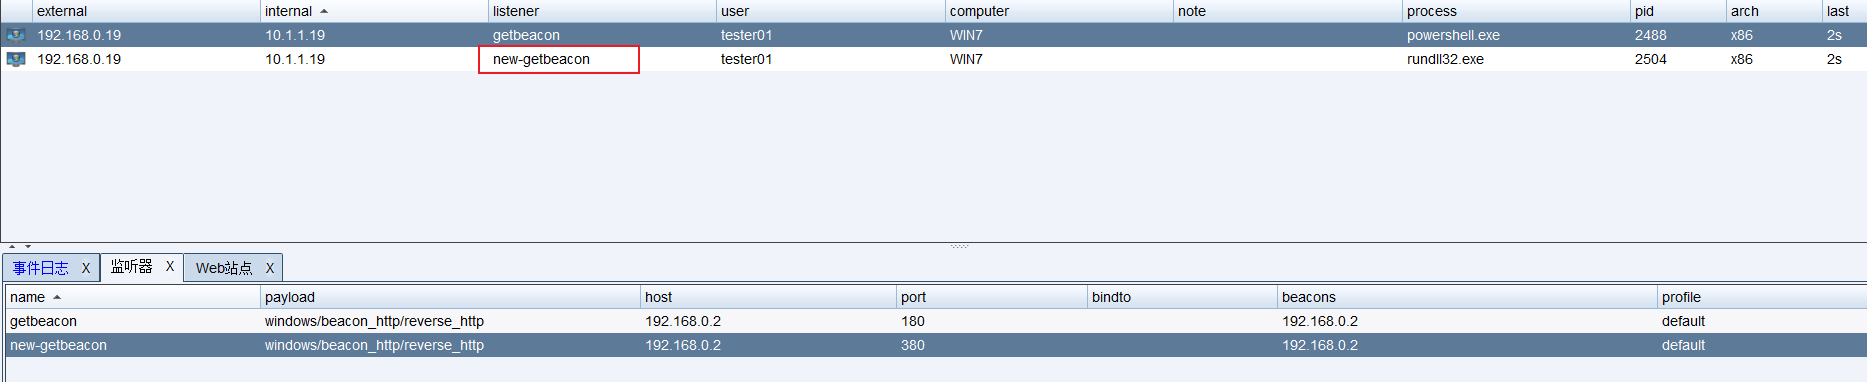 external internal listener user computer note process pid arch last
192.168.0.19 10.1.1.19 getbeacon tester01 WIN7 powershell.exe 2488 x86 2s
192.168.0.19 10.1.1.19 new-getbeacon tester01 WIN7 rundll32.exe 2504 x86 2s
事件日志 X 监听器 X Web站点 X
name payload host port bindto beacons profile
getbeacon windows/beacon_http/reverse_http 192.168.0.2 180 192.168.0.2 default
new-getbeacon windows/beacon_http/reverse_http 192.168.0.2 380 192.168.0.2 default